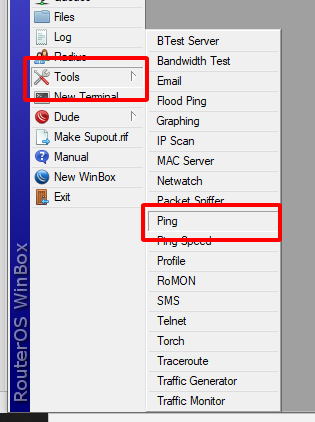 Files
Log
Radius
Tools
New Terminal
Dude
Make Supout.rif
Manual
New WinBox
Exit
BTest Server
Bandwidth Test
Email
Flood Ping
Graphing
IP Scan
MAC Server
Netwatch
Packet Sniffer
Ping
Ping Speed
Profile
RoMON
SMS
Telnet
Torch
Traceroute
Traffic Generator
Traffic Monitor
RouterOS WinBox